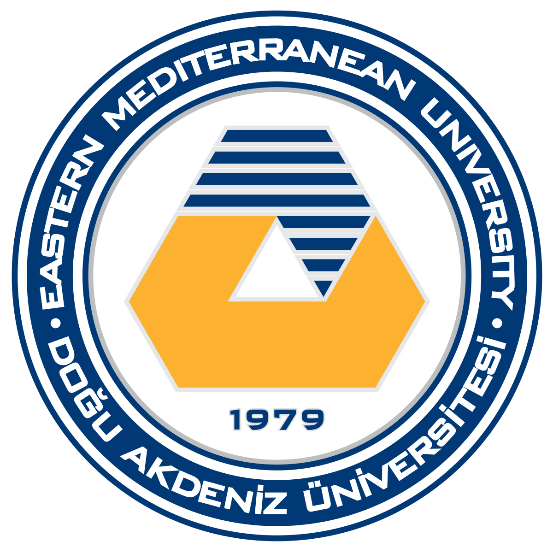 EASTERN MEDITERRANEAN UNIVERSITY
1979
DOĞU AKDENİZ ÜNİVERSİTESİ